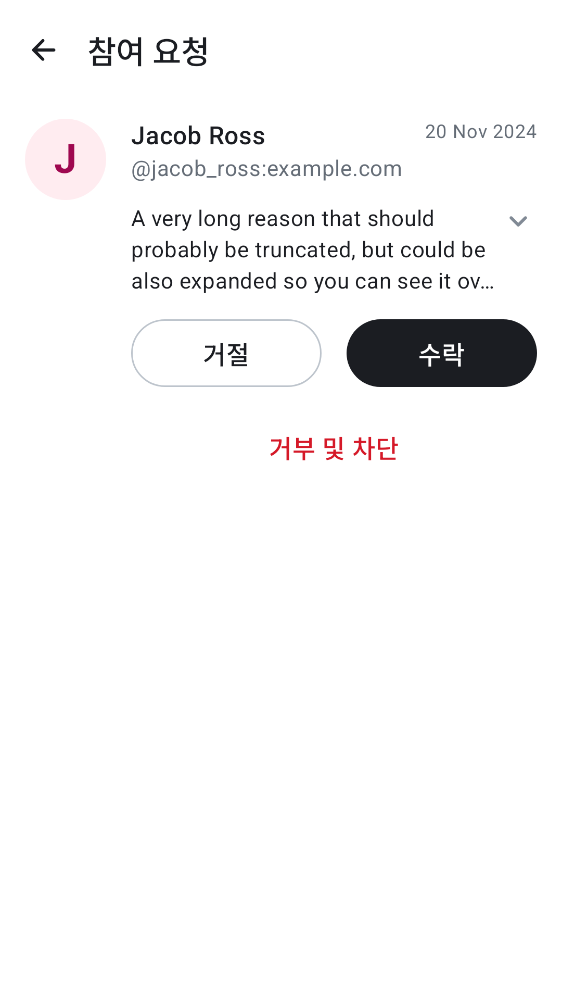 참여 요청
J
Jacob Ross
20 Nov 2024
@jacob_ross:example.com
A very long reason that should
probably be truncated, but could be
also expanded so you can see it ov…
거절
수락
거부 및 차단